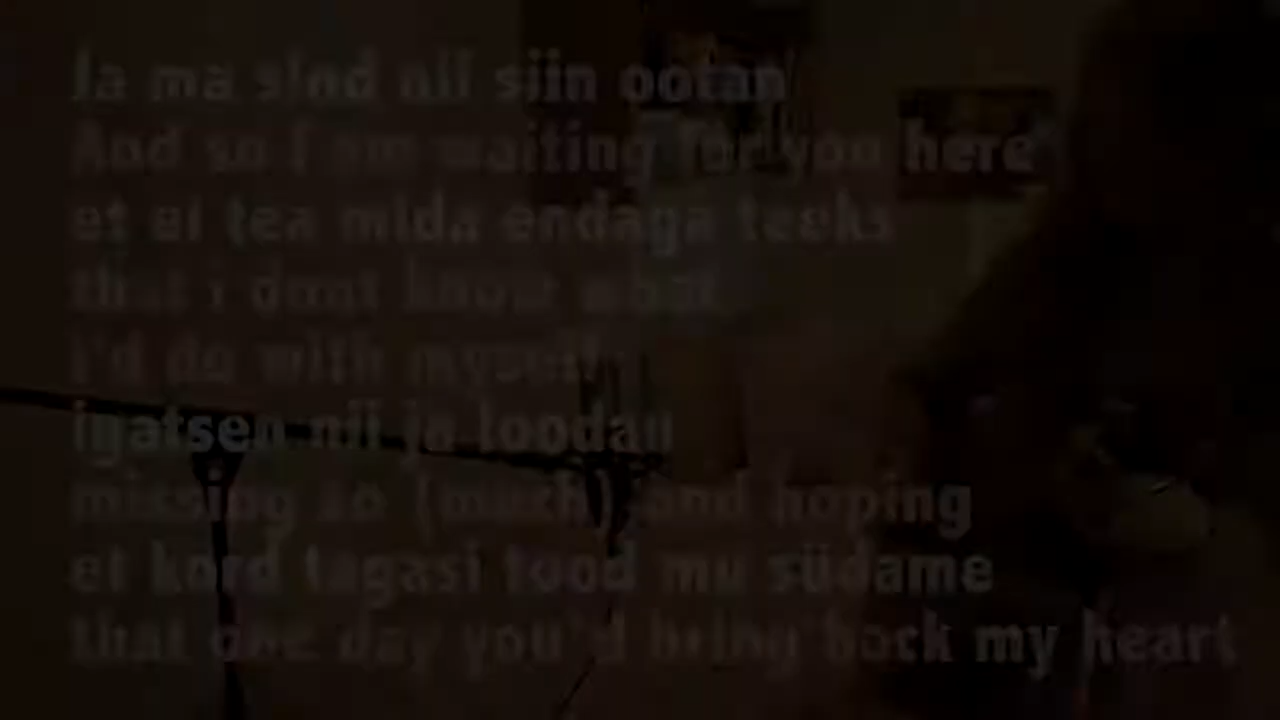 Ja ma sind nii siin ootan
And so I am waiting for you here
et ei tea mida endaga teeks
that i dont know what
i'd do with myself
igatsen nii ja loodan
missing so (much) and hoping
et kord tagasi tood mu südame
that one day you'd bring back my heart